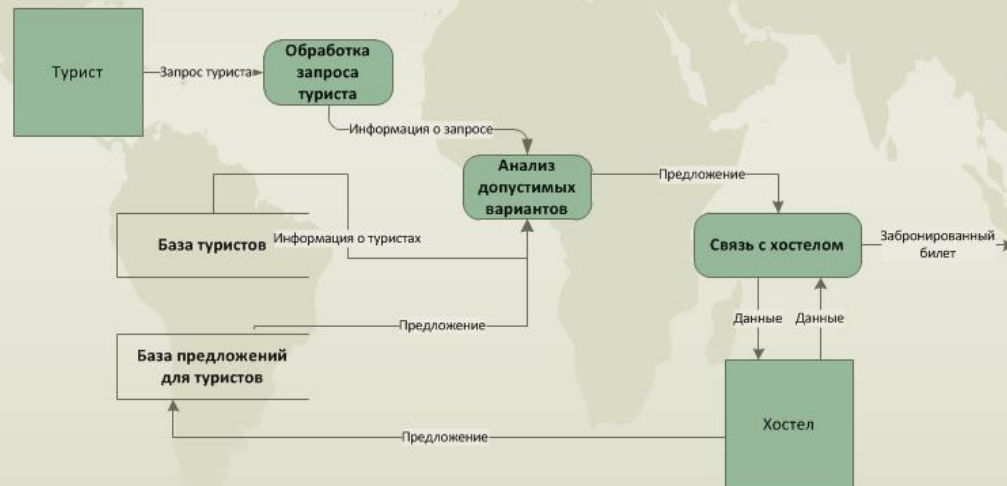 Турист
Запрос туриста
Обработка
запроса
туриста
Информация о запросе
Анализ
допустимых
вариантов
Предложение
База туристов
Информация о туристах
Связь с хостелом
Забронированный
билет
Данные
Данные
Предложение
База предложений
для туристов
Предложение
Хостел